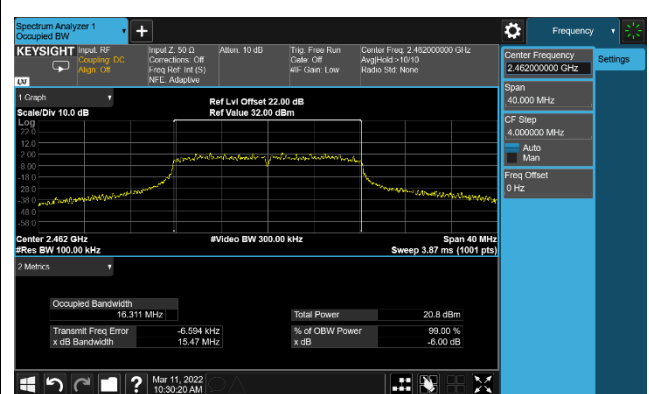 Spectrum Analyzer 1
Occupied BW
+
Frequency
KEYSIGHT
Input: RF
Coupling: DC
Align: Off
LXI
Input Z: 50 Ω
Corrections: Off
Freq Ref: Int (S)
NFE: Adaptive
Atten: 10 dB
Trig: Free Run
Gate: Off
#IF Gain: Low
Center Freq: 2.462000000 GHz
Avg|Hold:>10/10
Radio Std: None
Center Frequency
2.462000000 GHz
Settings
Span
40.000 MHz
CF Step
4.000000 MHz
Auto
Man
Freq Offset
0 Hz
1 Graph
Scale/Div 10.0 dB
Ref Lvl Offset 22.00 dB
Ref Value 32.00 dBm
Log
22.0
12.0
2.00
-8.00
-18.0
-28.0
-38.0
-48.0
-58.0
Center 2.462 GHz
#Res BW 100.00 kHz
#Video BW 300.00 kHz
Span 40 MHz
Sweep 3.87 ms (1001 pts)
2 Metrics
Occupied Bandwidth
16.311 MHz
Total Power 20.8 dBm
Transmit Freq Error -6.594 kHz
% of OBW Power 99.00 %
x dB Bandwidth 15.47 MHz
x dB -6.00 dB
?
Mar 11, 2022
10:30:20 AM